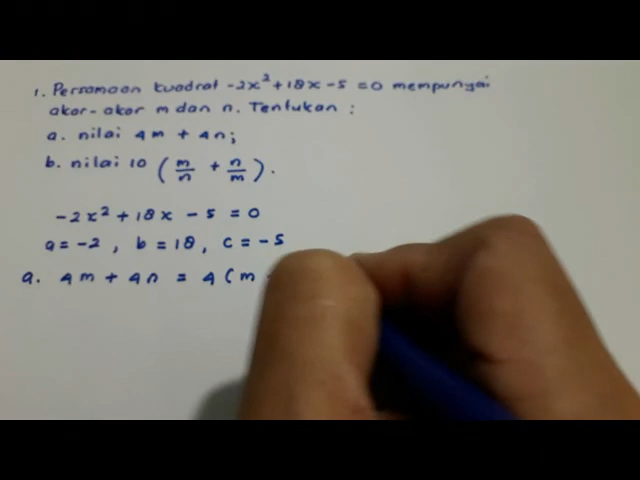 1. Persamaan kuadrat -2x² + 18x - 5 = 0 mempunyai
akar-akar m dan n. Tentukan :
a. nilai 4m + 4n;
b. nilai 10 (m/n + n/m).
-2x² + 18x - 5 = 0
a = -2 , b = 18 , c = -5
a. 4m + 4n = 4 (m